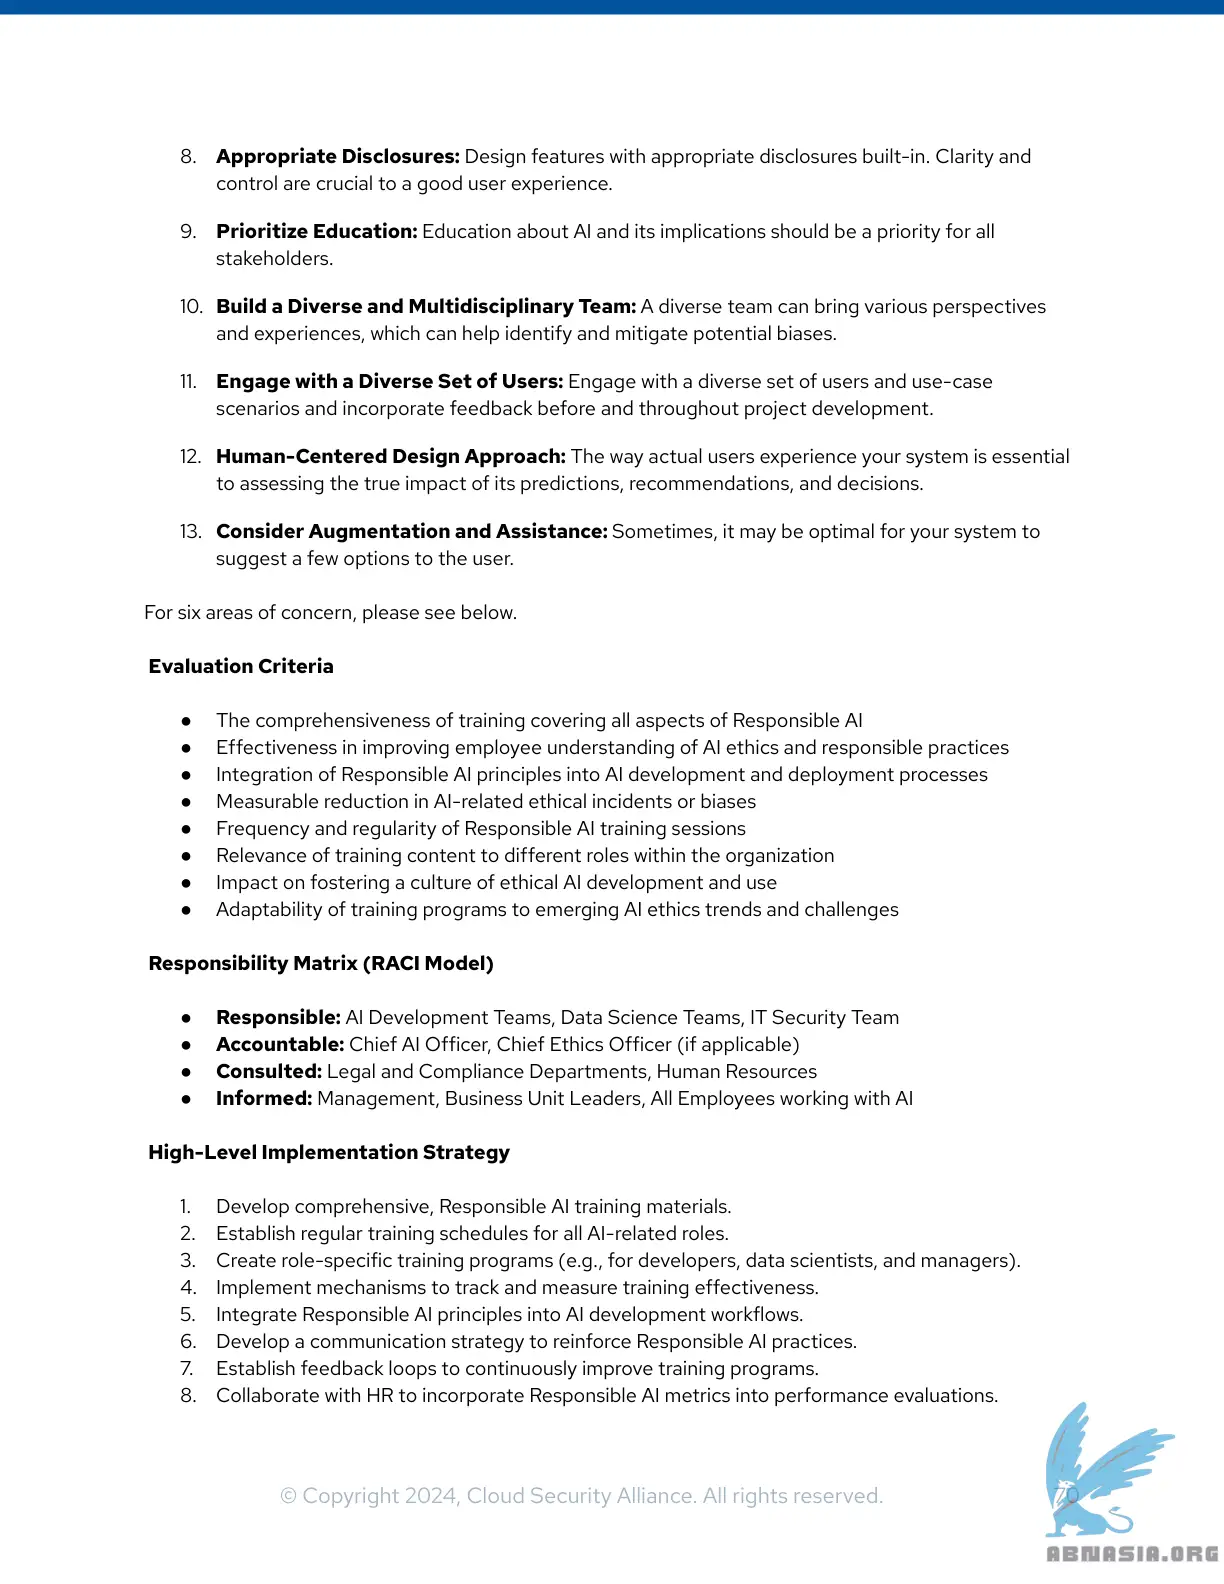 8. Appropriate Disclosures: Design features with appropriate disclosures built-in. Clarity and
control are crucial to a good user experience.
9. Prioritize Education: Education about AI and its implications should be a priority for all
stakeholders.
10. Build a Diverse and Multidisciplinary Team: A diverse team can bring various perspectives
and experiences, which can help identify and mitigate potential biases.
11. Engage with a Diverse Set of Users: Engage with a diverse set of users and use-case
scenarios and incorporate feedback before and throughout project development.
12. Human-Centered Design Approach: The way actual users experience your system is essential
to assessing the true impact of its predictions, recommendations, and decisions.
13. Consider Augmentation and Assistance: Sometimes, it may be optimal for your system to
suggest a few options to the user.
For six areas of concern, please see below.
Evaluation Criteria
● The comprehensiveness of training covering all aspects of Responsible AI
● Effectiveness in improving employee understanding of AI ethics and responsible practices
● Integration of Responsible AI principles into AI development and deployment processes
● Measurable reduction in AI-related ethical incidents or biases
● Frequency and regularity of Responsible AI training sessions
● Relevance of training content to different roles within the organization
● Impact on fostering a culture of ethical AI development and use
● Adaptability of training programs to emerging AI ethics trends and challenges
Responsibility Matrix (RACI Model)
● Responsible: AI Development Teams, Data Science Teams, IT Security Team
● Accountable: Chief AI Officer, Chief Ethics Officer (if applicable)
● Consulted: Legal and Compliance Departments, Human Resources
● Informed: Management, Business Unit Leaders, All Employees working with AI
High-Level Implementation Strategy
1. Develop comprehensive, Responsible AI training materials.
2. Establish regular training schedules for all AI-related roles.
3. Create role-specific training programs (e.g., for developers, data scientists, and managers).
4. Implement mechanisms to track and measure training effectiveness.
5. Integrate Responsible AI principles into AI development workflows.
6. Develop a communication strategy to reinforce Responsible AI practices.
7. Establish feedback loops to continuously improve training programs.
8. Collaborate with HR to incorporate Responsible AI metrics into performance evaluations.
© Copyright 2024, Cloud Security Alliance. All rights reserved.
70
ABNASIA.ORG